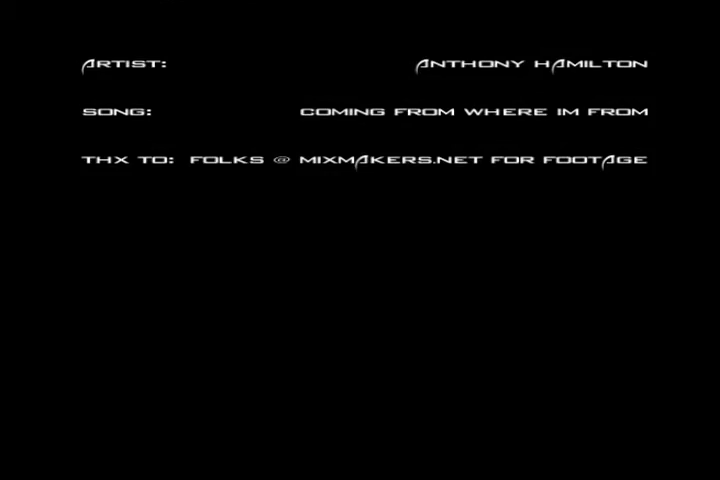 ARTIST: ANTHONY HAMILTON
SONG: COMING FROM WHERE IM FROM
THX TO: FOLKS @ MIXMAKERS.NET FOR FOOTAGE